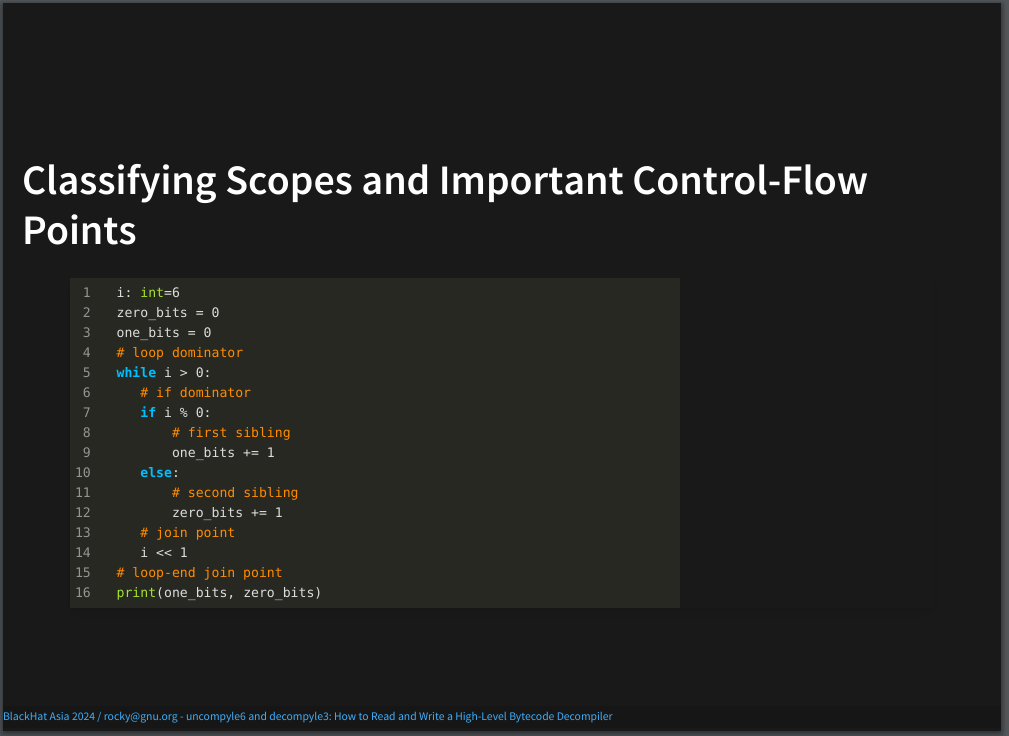 Classifying Scopes and Important Control-Flow
Points
1 i: int=6
2 zero_bits = 0
3 one_bits = 0
4 # loop dominator
5 while i > 0:
6    # if dominator
7    if i % 0:
8        # first sibling
9        one_bits += 1
10    else:
11        # second sibling
12        zero_bits += 1
13    # join point
14    i << 1
15 # loop-end join point
16 print(one_bits, zero_bits)
BlackHat Asia 2024 / rocky@gnu.org - uncompyle6 and decompyle3: How to Read and Write a High-Level Bytecode Decompiler